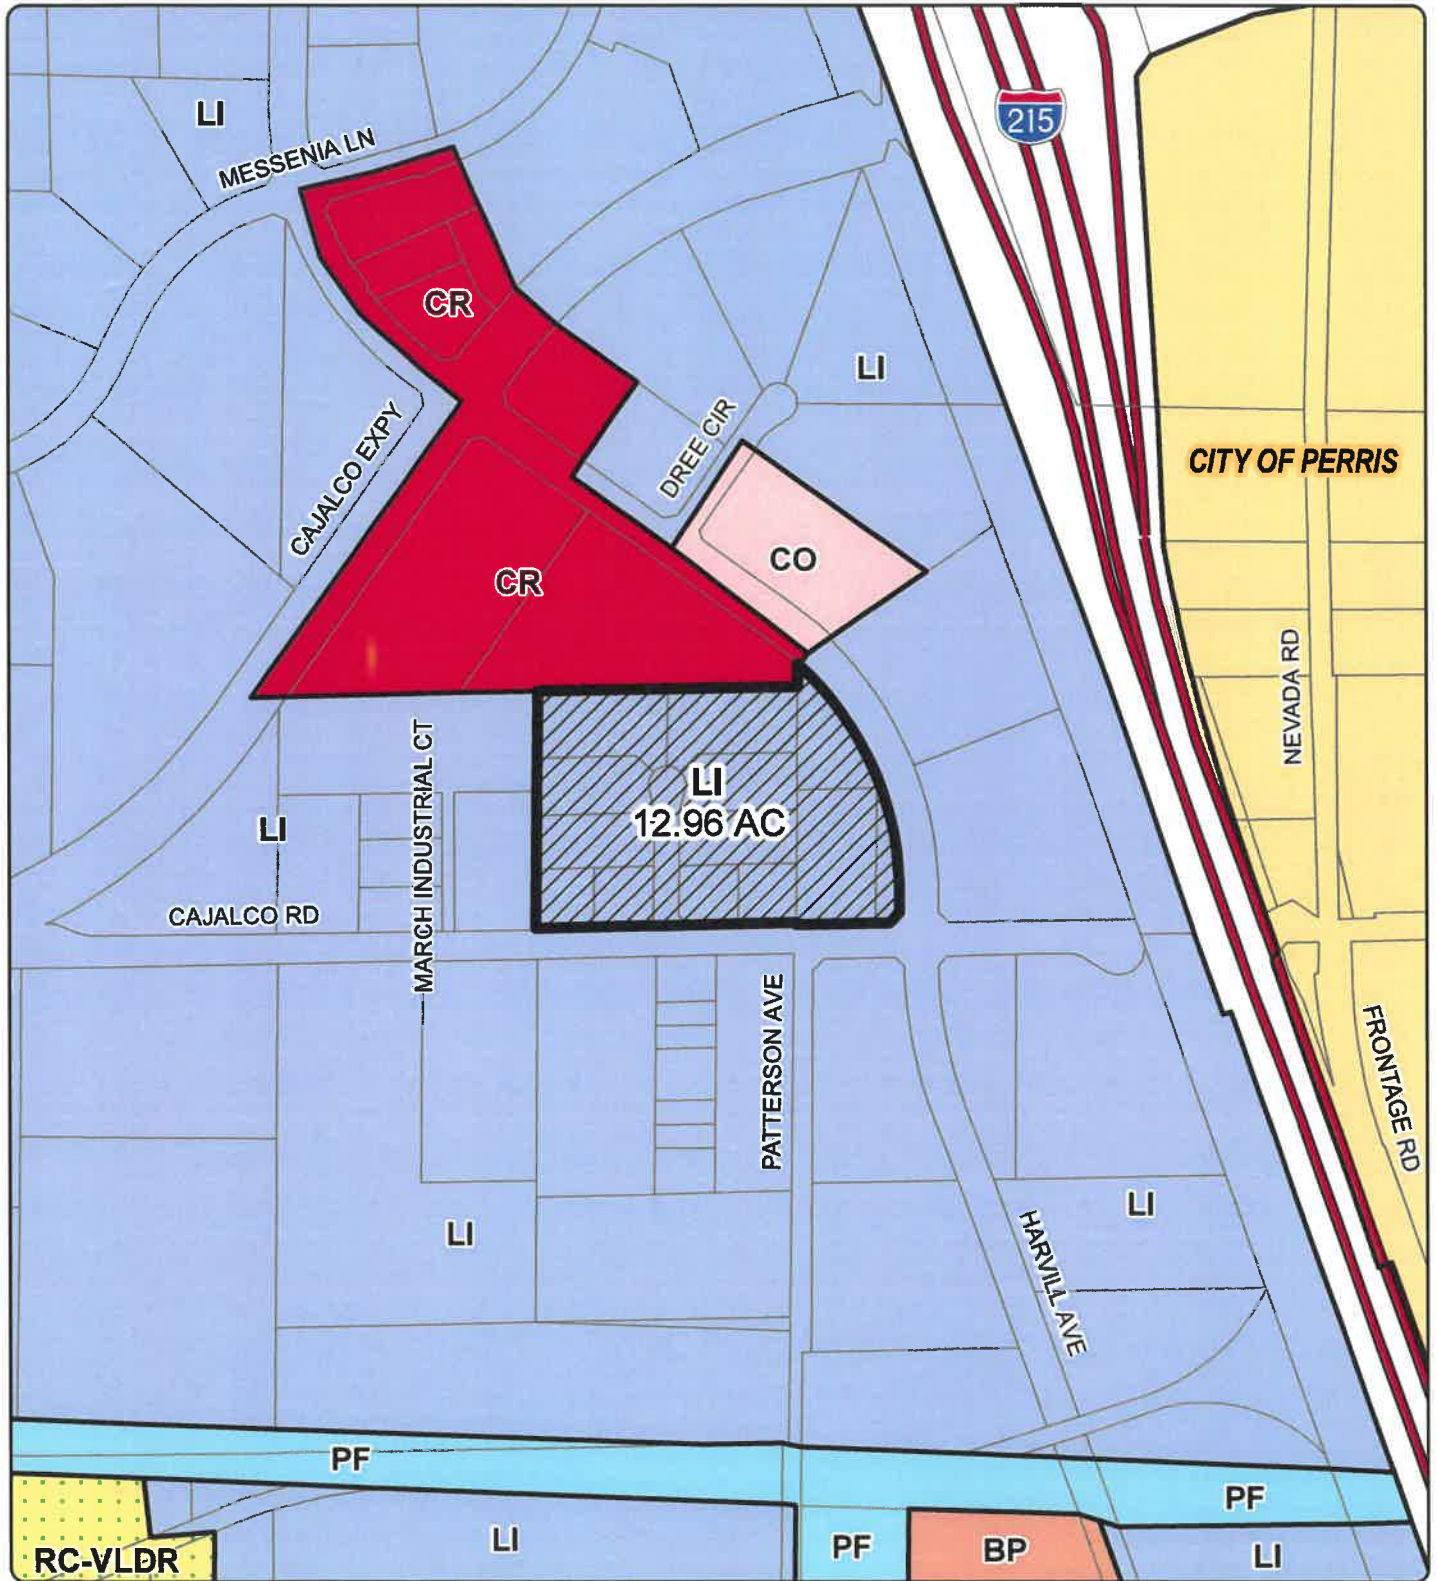 LI
MESSENIA LN
215
CR
LI
CAJALCO EXPY
DREE CIR
CITY OF PERRIS
CO
CR
NEVADA RD
MARCH INDUSTRIAL CT
LI
12.96 AC
LI
CAJALCO RD
PATTERSON AVE
FRONTAGE RD
LI
LI
HARVILL AVE
PF
PF
LI
PF
BP
LI
RC-VLDR